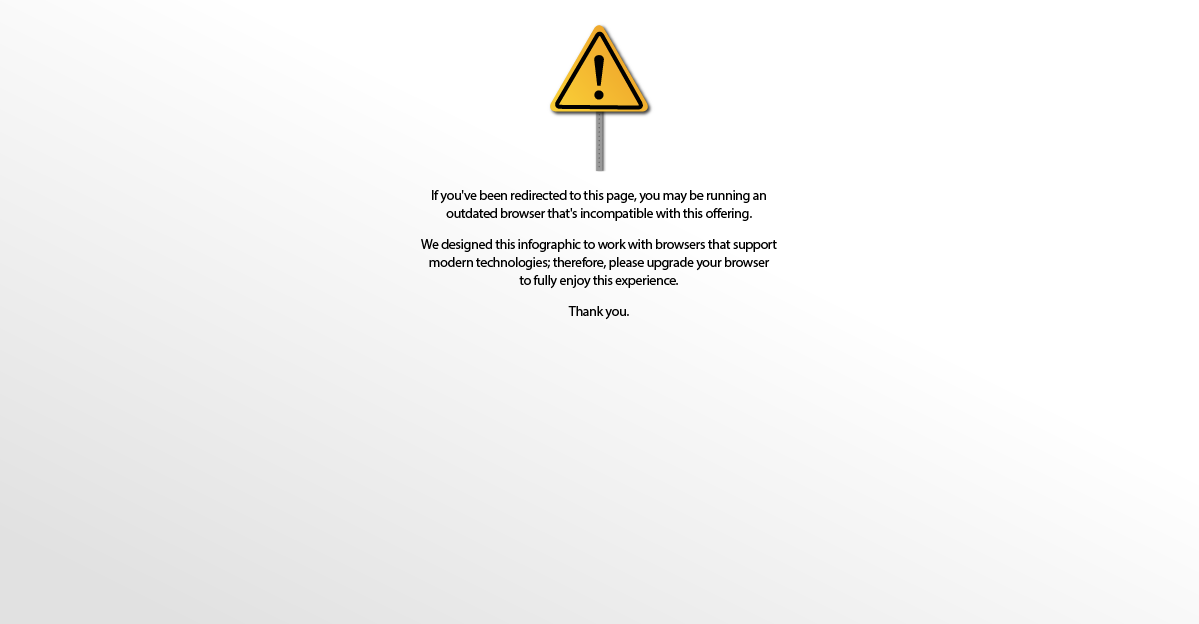 If you've been redirected to this page, you may be running an
outdated browser that's incompatible with this offering.
We designed this infographic to work with browsers that support
modern technologies; therefore, please upgrade your browser
to fully enjoy this experience.
Thank you.